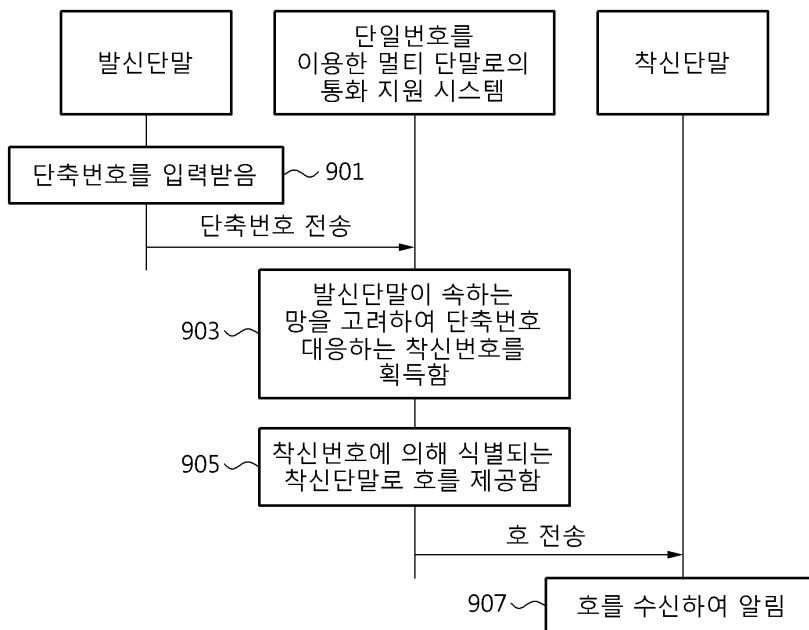 발신단말
단일번호를
이용한 멀티 단말로의
통화 지원 시스템
착신단말
단축번호를 입력받음
901
단축번호 전송
발신단말이 속하는
망을 고려하여 단축번호
대응하는 착신번호를
획득함
903
착신번호에 의해 식별되는
착신단말로 호를 제공함
905
호 전송
907
호를 수신하여 알림